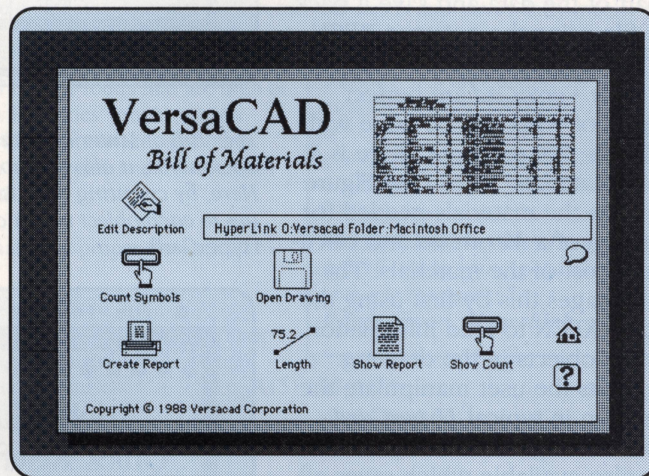 VersaCAD
Bill of Materials
Edit Description
HyperLink 0:Versacad Folder:Macintosh Office
Count Symbols
Open Drawing
Create Report
75.2
Length
Show Report
Show Count
?
Copyright © 1988 Versacad Corporation